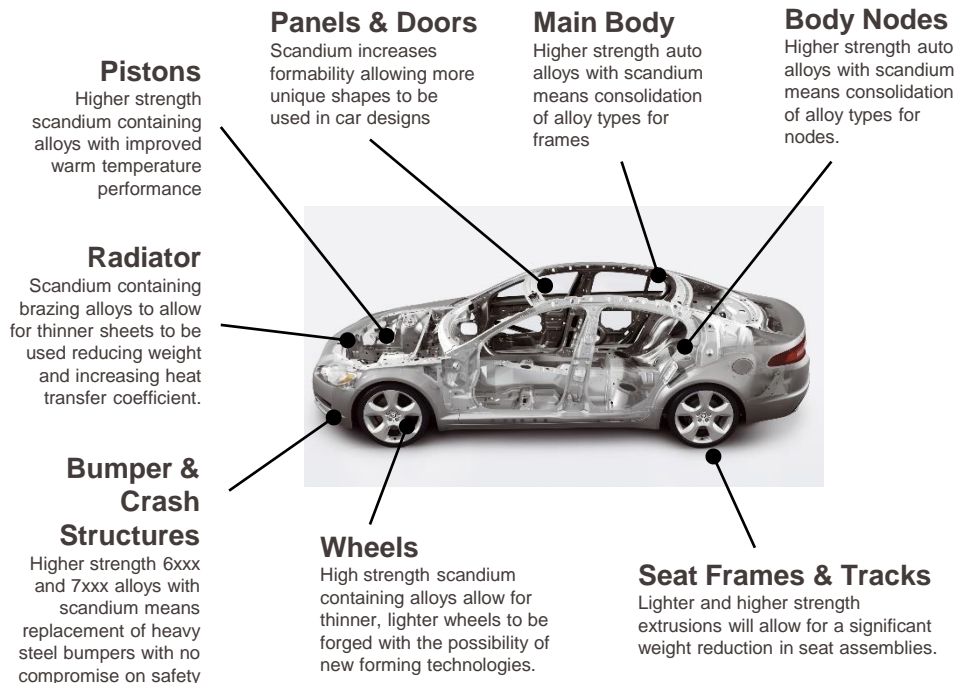 Panels & Doors
Scandium increases
formability allowing more
unique shapes to be
used in car designs
Main Body
Higher strength auto
alloys with scandium
means consolidation
of alloy types for
frames
Body Nodes
Higher strength auto
alloys with scandium
means consolidation
of alloy types for
nodes.
Pistons
Higher strength
scandium containing
alloys with improved
warm temperature
performance
Radiator
Scandium containing
brazing alloys to allow
for thinner sheets to be
used reducing weight
and increasing heat
transfer coefficient.
Bumper &
Crash
Structures
Higher strength 6xxx
and 7xxx alloys with
scandium means
replacement of heavy
steel bumpers with no
compromise on safety
Wheels
High strength scandium
containing alloys allow for
thinner, lighter wheels to be
forged with the possibility of
new forming technologies.
Seat Frames & Tracks
Lighter and higher strength
extrusions will allow for a significant
weight reduction in seat assemblies.